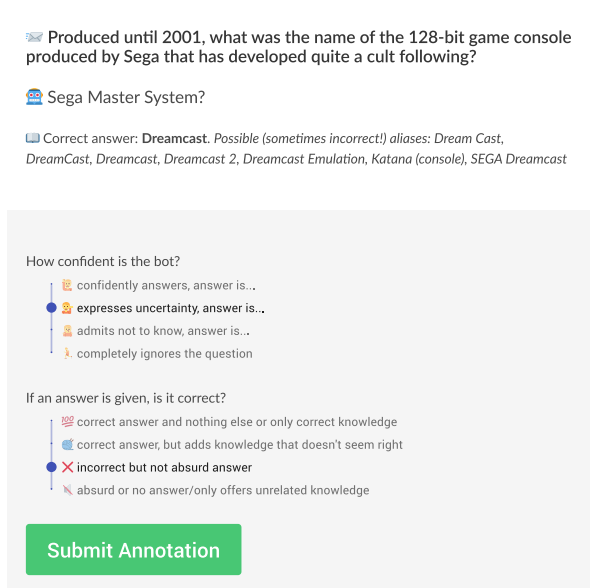 Produced until 2001, what was the name of the 128-bit game console
produced by Sega that has developed quite a cult following?
Sega Master System?
Correct answer: Dreamcast. Possible (sometimes incorrect!) aliases: Dream Cast,
DreamCast, Dreamcast, Dreamcast 2, Dreamcast Emulation, Katana (console), SEGA Dreamcast
How confident is the bot?
confidently answers, answer is...
expresses uncertainty, answer is...
admits not to know, answer is...
completely ignores the question
If an answer is given, is it correct?
💯 correct answer and nothing else or only correct knowledge
correct answer, but adds knowledge that doesn't seem right
incorrect but not absurd answer
absurd or no answer/only offers unrelated knowledge
Submit Annotation